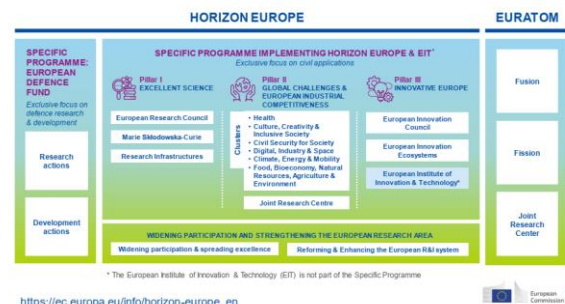 HORIZON EUROPE
EURATOM
SPECIFIC
PROGRAMME:
EUROPEAN
DEFENCE
FUND
Exclusive focus on
defence research
& development
Research
actions
Development
actions
SPECIFIC PROGRAMME IMPLEMENTING HORIZON EUROPE & EIT*
Exclusive focus on civil applications
Pillar I
EXCELLENT SCIENCE
European Research Council
Marie Skłodowska-Curie
Research Infrastructures
Pillar II
GLOBAL CHALLENGES &
EUROPEAN INDUSTRIAL
COMPETITIVENESS
Clusters
• Health
• Culture, Creativity &
Inclusive Society
• Civil Security for Society
• Digital, Industry & Space
• Climate, Energy & Mobility
• Food, Bioeconomy, Natural
Resources, Agriculture &
Environment
Joint Research Centre
Pillar III
INNOVATIVE EUROPE
European Innovation
Council
European Innovation
Ecosystems
European Institute of
Innovation & Technology*
WIDENING PARTICIPATION AND STRENGTHENING THE EUROPEAN RESEARCH AREA
Widening participation & spreading excellence
Reforming & Enhancing the European R&I system
Fusion
Fission
Joint
Research
Center
* The European Institute of Innovation & Technology (EIT) is not part of the Specific Programme
https://ec.europa.eu/info/horizon-europe_en
European
Commission